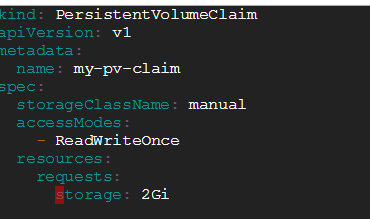 kind: PersistentVolumeClaim
apiVersion: v1
metadata:
  name: my-pv-claim
spec:
  storageClassName: manual
  accessModes:
    - ReadWriteOnce
  resources:
    requests:
      storage: 2Gi